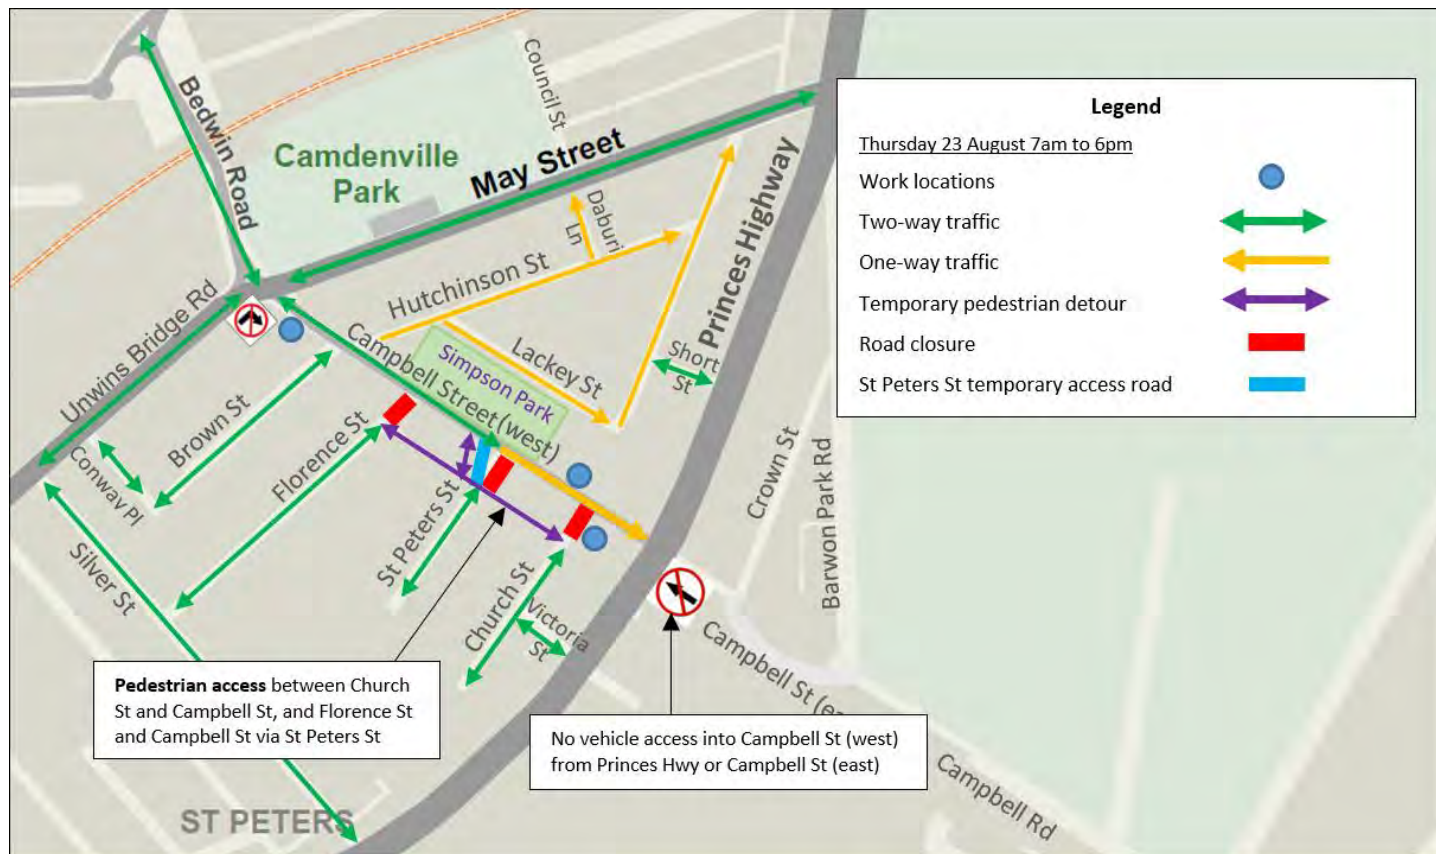 Council St
Bedwin Road
Camdenville
Park
May Street
Daburi
Ln
Hutchinson St
Princes Highway
Unwins Bridge Rd
Campbell Street (west)
Simpson Park
Lackey St
Short
St
Brown St
Florence St
Conway Pl
St Peters St
Silver St
Church St
Victoria
St
Crown St
Barwon Park Rd
Campbell St (ea
Campbell Rd
ST PETERS
Legend
Thursday 23 August 7am to 6pm
Work locations
Two-way traffic
One-way traffic
Temporary pedestrian detour
Road closure
St Peters St temporary access road
Pedestrian access between Church
St and Campbell St, and Florence St
and Campbell St via St Peters St
No vehicle access into Campbell St (west)
from Princes Hwy or Campbell St (east)